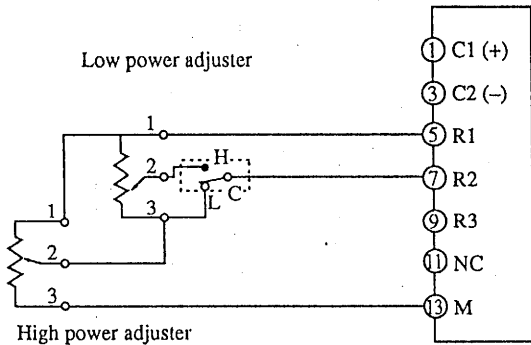 Low power adjuster
① C1 (+)
③ C2 (–)
1
⑤ R1
H
2
C
⑦ R2
L
3
1
⑨ R3
2
⑪ NC
3
⑬ M
High power adjuster